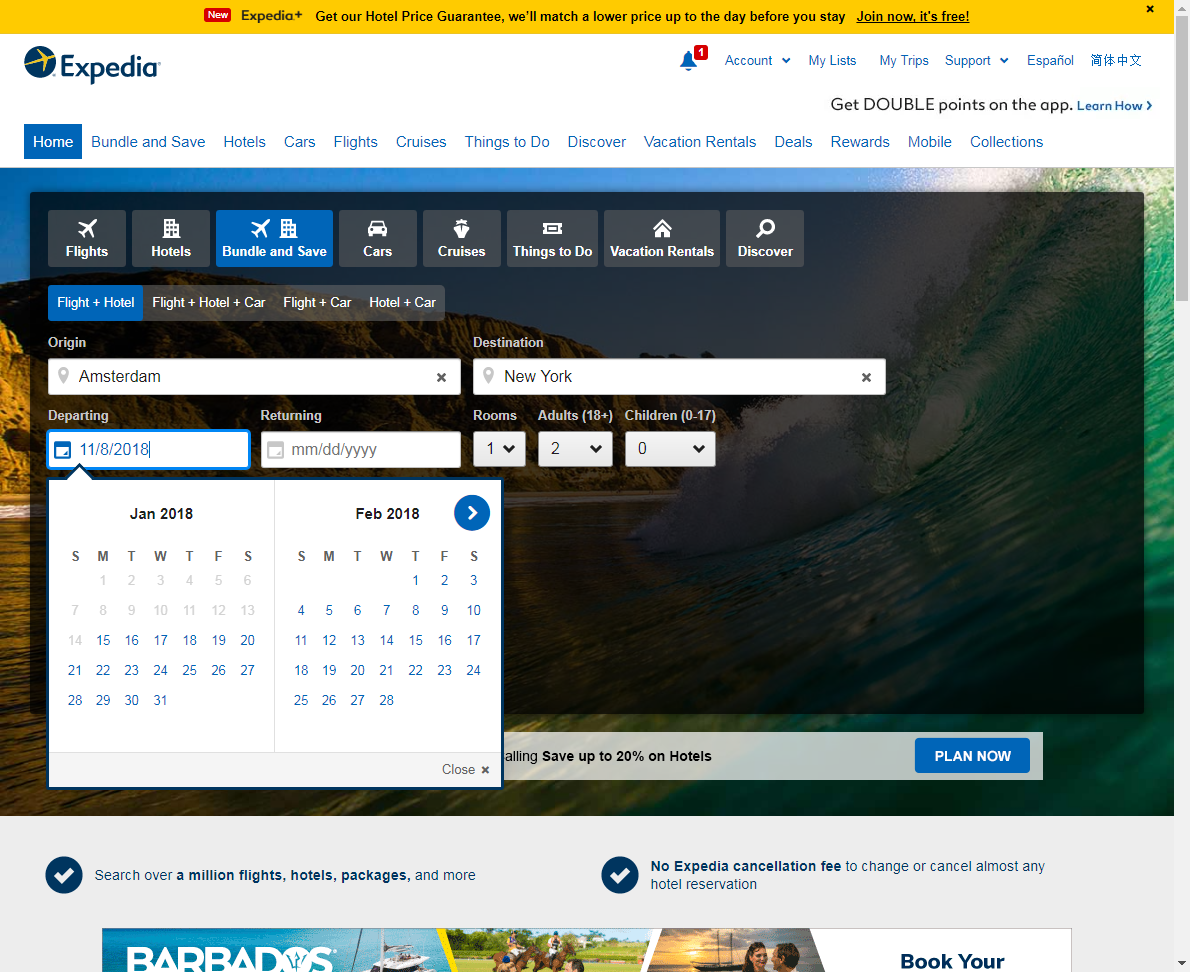 New Expedia+ Get our Hotel Price Guarantee, we'll match a lower price up to the day before you stay Join now, it's free!
Expedia
1 Account My Lists My Trips Support Español 简体中文
Get DOUBLE points on the app. Learn How
Home Bundle and Save Hotels Cars Flights Cruises Things to Do Discover Vacation Rentals Deals Rewards Mobile Collections
Flights Hotels Bundle and Save Cars Cruises Things to Do Vacation Rentals Discover
Flight + Hotel Flight + Hotel + Car Flight + Car Hotel + Car
Origin Destination
Amsterdam New York
Departing Returning Rooms Adults (18+) Children (0-17)
11/8/2018 mm/dd/yyyy 1 2 0
Jan 2018 Feb 2018
S M T W T F S S M T W T F S
1 2 3 4 5 6 1 2 3
7 8 9 10 11 12 13 4 5 6 7 8 9 10
14 15 16 17 18 19 20 11 12 13 14 15 16 17
21 22 23 24 25 26 27 18 19 20 21 22 23 24
28 29 30 31 25 26 27 28
alling Save up to 20% on Hotels PLAN NOW
Close
Search over a million flights, hotels, packages, and more
No Expedia cancellation fee to change or cancel almost any
hotel reservation
BARBADOS
Book Your